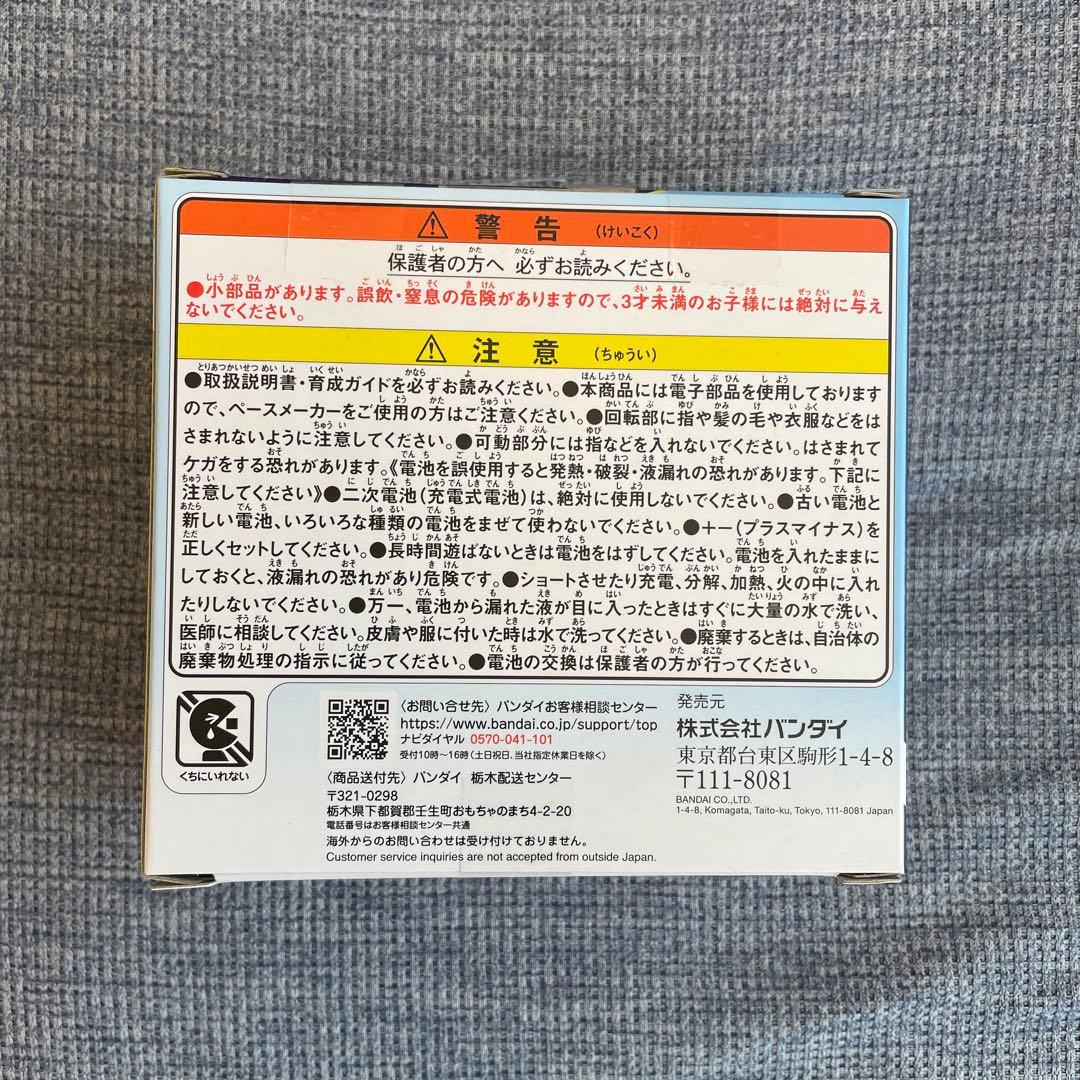 警告 (けいこく)
保護者の方へ 必ずお読みください。
●小部品があります。誤飲・窒息の危険がありますので、3才未満のお子様には絶対に与え
ないでください。
注意 (ちゅうい)
●取扱説明書・育成ガイドを必ずお読みください。●本商品には電子部品を使用しております
ので、ペースメーカーをご使用の方はご注意ください。●回転部に指や髪の毛や衣服などをは
さまれないように注意してください。●可動部分には指などを入れないでください。はさまれて
ケガをする恐れがあります。《電池を誤使用すると発熱・破裂・液漏れの恐れがあります。下記に
注意してください》●二次電池(充電式電池)は、絶対に使用しないでください。●古い電池と
新しい電池、いろいろな種類の電池をまぜて使わないでください。●+-(プラスマイナス)を
正しくセットしてください。●長時間遊ばないときは電池をはずしてください。電池を入れたままに
しておくと、液漏れの恐れがあり危険です。●ショートさせたり充電、分解、加熱、火の中に入れ
たりしないでください。●万一、電池から漏れた液が目に入ったときはすぐに大量の水で洗い、
医師に相談してください。皮膚や服に付いた時は水で洗ってください。●廃棄するときは、自治体の
廃棄物処理の指示に従ってください。●電池の交換は保護者の方が行ってください。
くちにいれない
〈お問い合せ先〉バンダイお客様相談センター
https://www.bandai.co.jp/support/top
ナビダイヤル 0570-041-101
受付10時〜16時(土日祝日、当社指定休業日を除く)
〈商品送付先〉バンダイ 栃木配送センター
〒321-0298
栃木県下都賀郡壬生町おもちゃのまち4-2-20
電話番号はお客様相談センター共通
海外からのお問い合わせは受け付けておりません。
Customer service inquiries are not accepted from outside Japan.
発売元
株式会社バンダイ
東京都台東区駒形1-4-8
〒111-8081
BANDAI CO.,LTD.
1-4-8, Komagata, Taito-ku, Tokyo, 111-8081 Japan